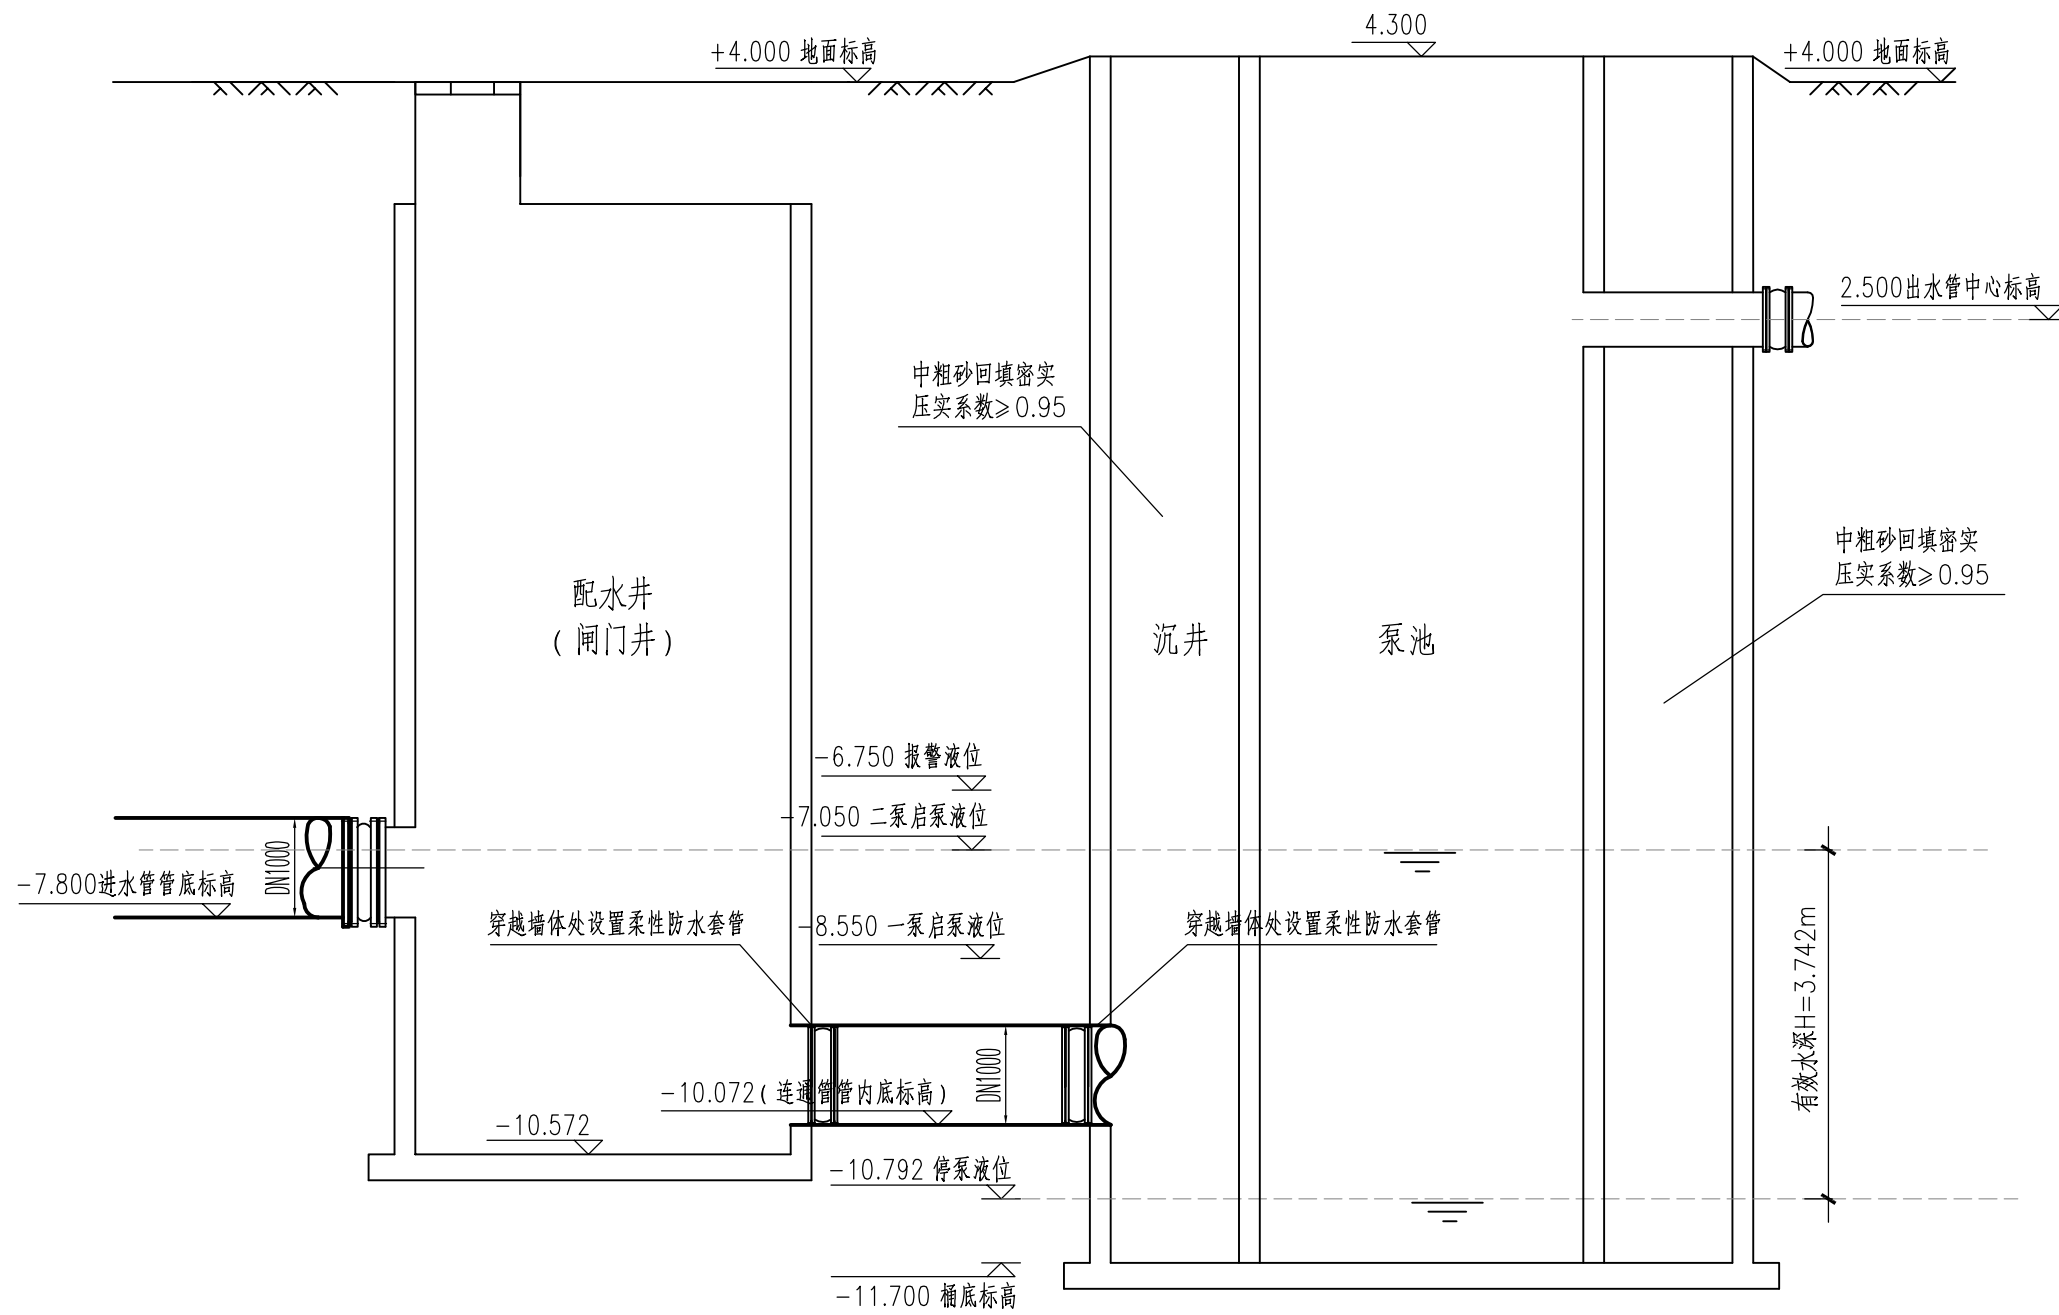 4.300
+4.000 地面标高
+4.000 地面标高
2.500出水管中心标高
中粗砂回填密实
压实系数≥0.95
中粗砂回填密实
压实系数≥0.95
配水井
(闸门井)
沉井
泵池
-6.750 报警液位
-7.050 二泵启泵液位
DN1000
-7.800进水管管底标高
穿越墙体处设置柔性防水套管
-8.550 一泵启泵液位
穿越墙体处设置柔性防水套管
有效水深H=3.742m
DN1000
-10.072(连通管管内底标高)
-10.572
-10.792 停泵液位
-11.700 桶底标高